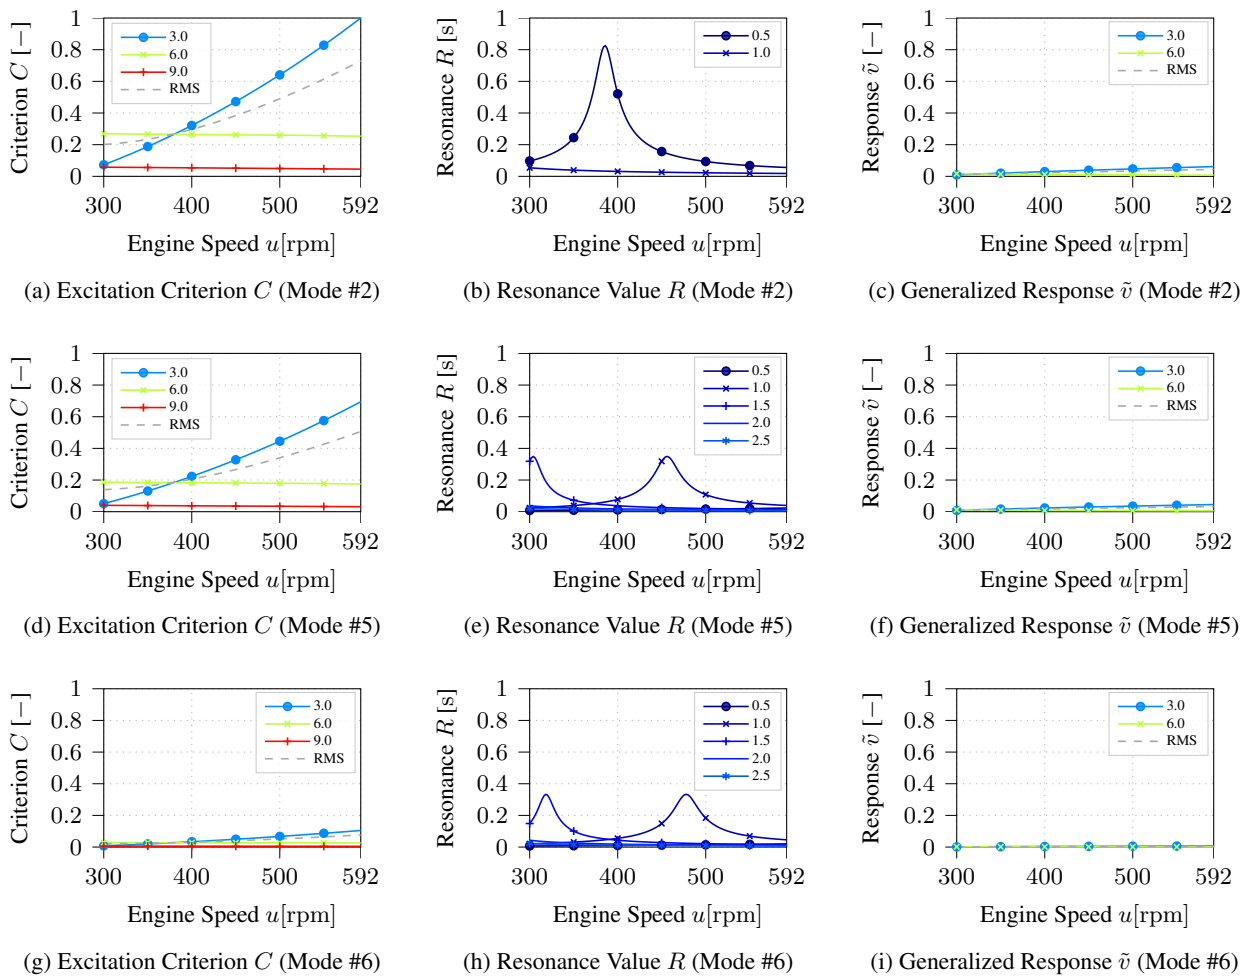 Criterion C [−]
1
0.8
0.6
0.4
0.2
0
3.0
6.0
9.0
RMS
300 400 500 592
Engine Speed u[rpm]
(a) Excitation Criterion C (Mode #2)
Resonance R [s]
1
0.8
0.6
0.4
0.2
0
0.5
1.0
300 400 500 592
Engine Speed u[rpm]
(b) Resonance Value R (Mode #2)
Response ṽ [−]
1
0.8
0.6
0.4
0.2
0
3.0
6.0
RMS
300 400 500 592
Engine Speed u[rpm]
(c) Generalized Response ṽ (Mode #2)
Criterion C [−]
1
0.8
0.6
0.4
0.2
0
3.0
6.0
9.0
RMS
300 400 500 592
Engine Speed u[rpm]
(d) Excitation Criterion C (Mode #5)
Resonance R [s]
1
0.8
0.6
0.4
0.2
0
0.5
1.0
1.5
2.0
2.5
300 400 500 592
Engine Speed u[rpm]
(e) Resonance Value R (Mode #5)
Response ṽ [−]
1
0.8
0.6
0.4
0.2
0
3.0
6.0
RMS
300 400 500 592
Engine Speed u[rpm]
(f) Generalized Response ṽ (Mode #5)
Criterion C [−]
1
0.8
0.6
0.4
0.2
0
3.0
6.0
9.0
RMS
300 400 500 592
Engine Speed u[rpm]
(g) Excitation Criterion C (Mode #6)
Resonance R [s]
1
0.8
0.6
0.4
0.2
0
0.5
1.0
1.5
2.0
2.5
300 400 500 592
Engine Speed u[rpm]
(h) Resonance Value R (Mode #6)
Response ṽ [−]
1
0.8
0.6
0.4
0.2
0
3.0
6.0
RMS
300 400 500 592
Engine Speed u[rpm]
(i) Generalized Response ṽ (Mode #6)